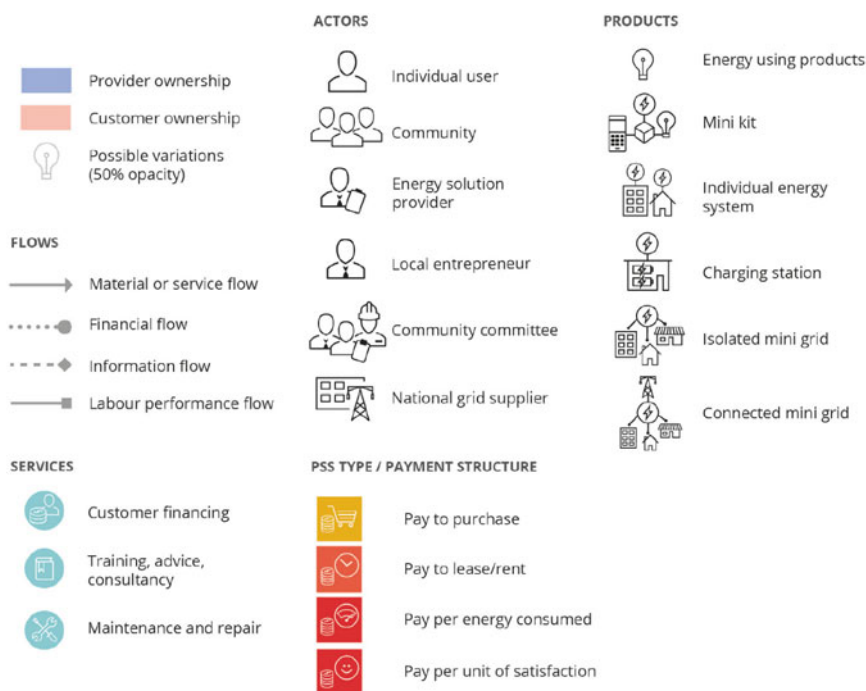 Provider ownership
Customer ownership
Possible variations
(50% opacity)
FLOWS
Material or service flow
Financial flow
Information flow
Labour performance flow
SERVICES
Customer financing
Training, advice,
consultancy
Maintenance and repair
ACTORS
Individual user
Community
Energy solution
provider
Local entrepreneur
Community committee
National grid supplier
PSS TYPE / PAYMENT STRUCTURE
Pay to purchase
Pay to lease/rent
Pay per energy consumed
Pay per unit of satisfaction
PRODUCTS
Energy using products
Mini kit
Individual energy
system
Charging station
Isolated mini grid
Connected mini grid